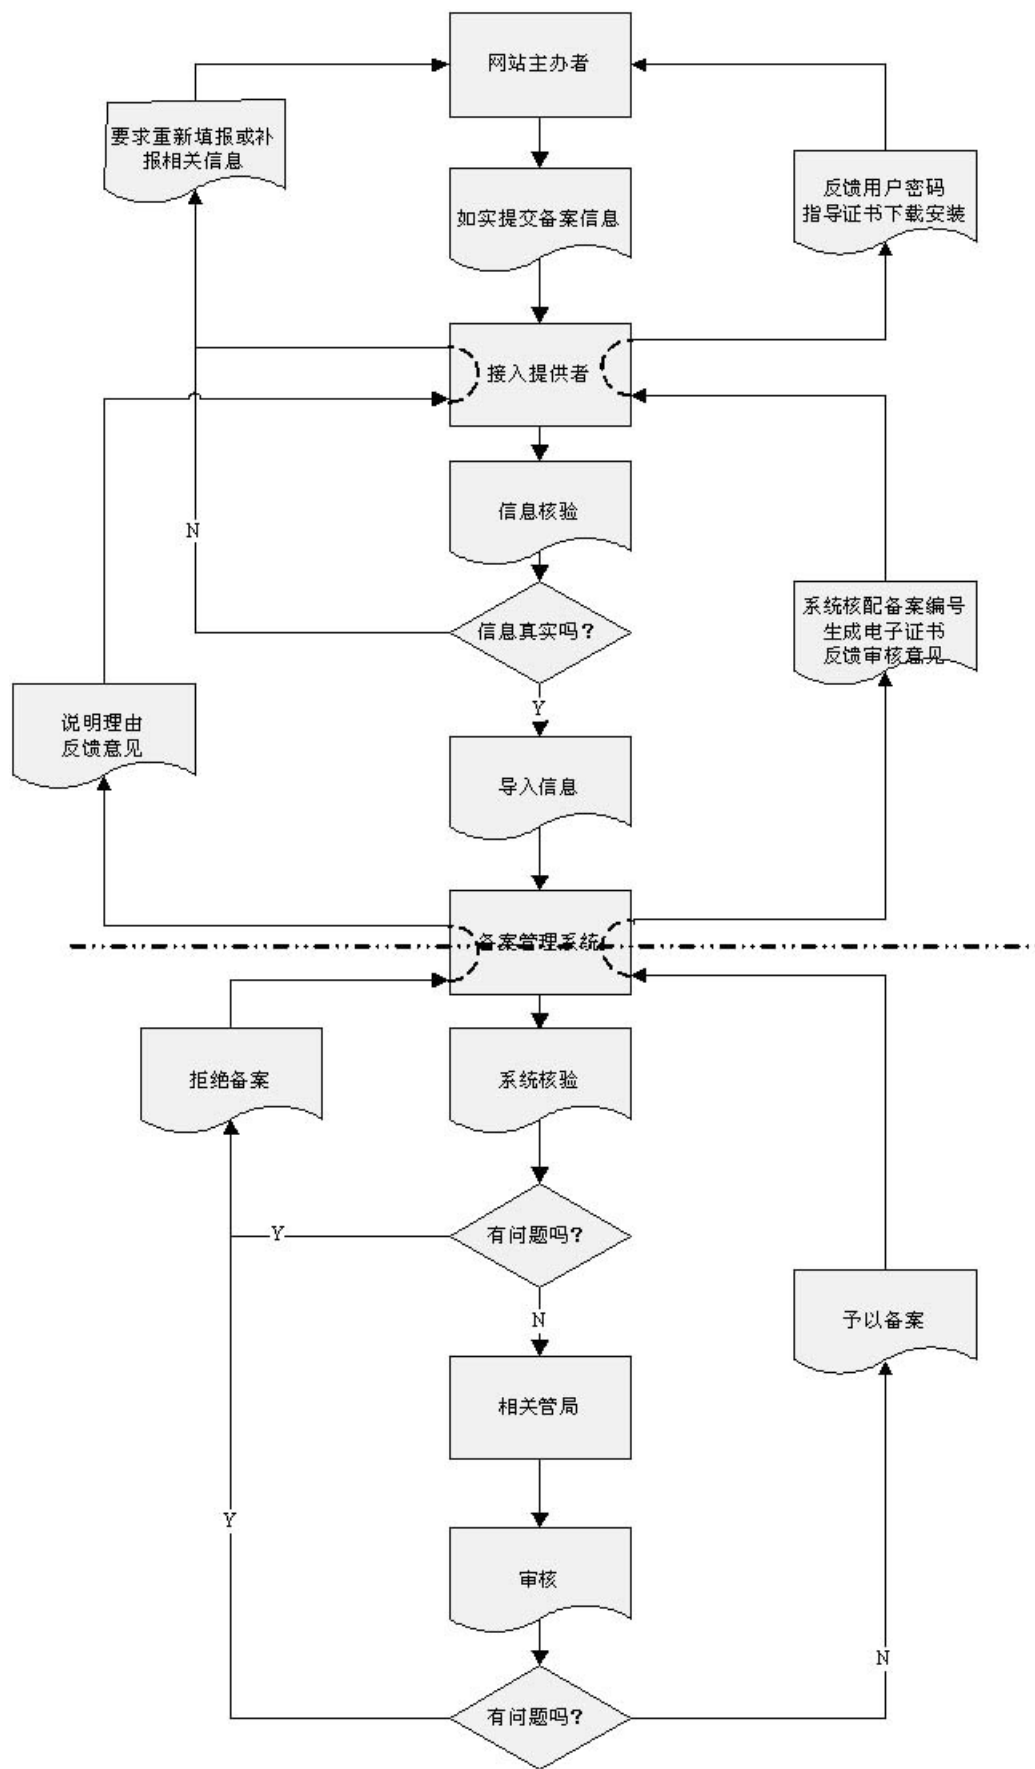 网站主办者
要求重新填报或补
报相关信息
如实提交备案信息
反馈用户密码
指导证书下载安装
接入提供者
信息核验
N
信息真实吗?
系统核配备案编号
生成电子证书
反馈审核意见
Y
说明理由
反馈意见
导入信息
备案管理系统
拒绝备案
系统核验
Y
有问题吗?
N
予以备案
相关管局
Y
审核
N
有问题吗?